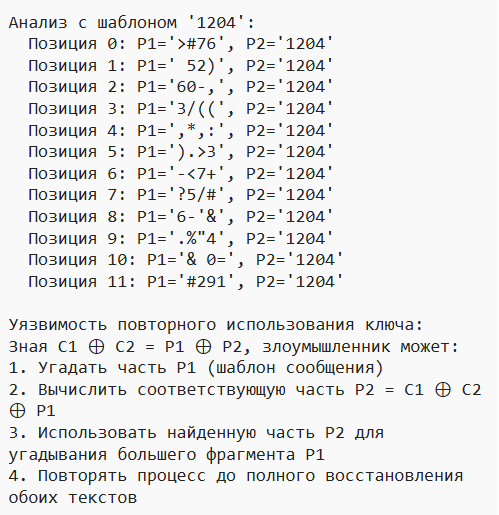 Анализ с шаблоном '1204':
Позиция 0: P1='>#76', P2='1204'
Позиция 1: P1=' 52)', P2='1204'
Позиция 2: P1='60-,', P2='1204'
Позиция 3: P1='3/((', P2='1204'
Позиция 4: P1=',*,:', P2='1204'
Позиция 5: P1=').>3', P2='1204'
Позиция 6: P1='-<7+', P2='1204'
Позиция 7: P1='?5/#', P2='1204'
Позиция 8: P1='6-'&', P2='1204'
Позиция 9: P1='.%"4', P2='1204'
Позиция 10: P1='& 0=', P2='1204'
Позиция 11: P1='#291', P2='1204'
Уязвимость повторного использования ключа:
Зная C1 ⊕ C2 = P1 ⊕ P2, злоумышленник может:
1. Угадать часть P1 (шаблон сообщения)
2. Вычислить соответствующую часть P2 = C1 ⊕ C2
⊕ P1
3. Использовать найденную часть P2 для
угадывания большего фрагмента P1
4. Повторять процесс до полного восстановления
обоих текстов